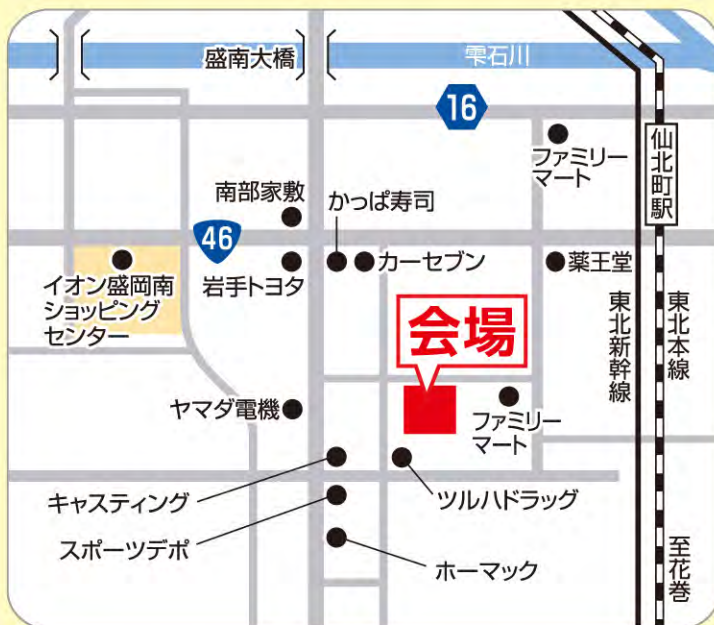 盛南大橋
雫石川
16
ファミリー
マート
仙北町駅
南部家敷
かっぱ寿司
46
イオン盛岡南
ショッピング
センター
岩手トヨタ
カーセブン
薬王堂
会場
東北新幹線
東北本線
ヤマダ電機
ファミリー
マート
キャスティング
ツルハドラッグ
スポーツデポ
ホーマック
至花巻